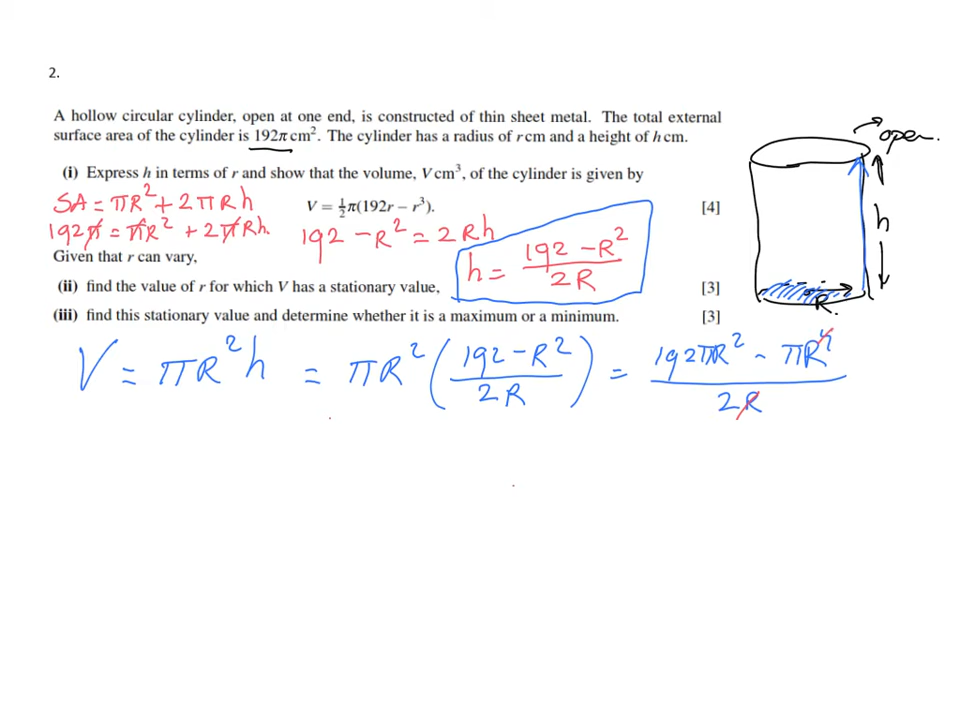 2.
A hollow circular cylinder, open at one end, is constructed of thin sheet metal. The total external
surface area of the cylinder is 192π cm². The cylinder has a radius of r cm and a height of h cm.
open.
(i) Express h in terms of r and show that the volume, V cm³, of the cylinder is given by
SA = πR² + 2πRh
V = ½π(192r − r³). [4]
192π = πR² + 2πRh.
192 − R² = 2Rh
h = (192 − R²)/(2R)
h
Given that r can vary,
(ii) find the value of r for which V has a stationary value, [3]
R.
(iii) find this stationary value and determine whether it is a maximum or a minimum. [3]
V = πR²h = πR² ((192 − R²)/(2R)) = (192πR² − πR⁴)/(2R)